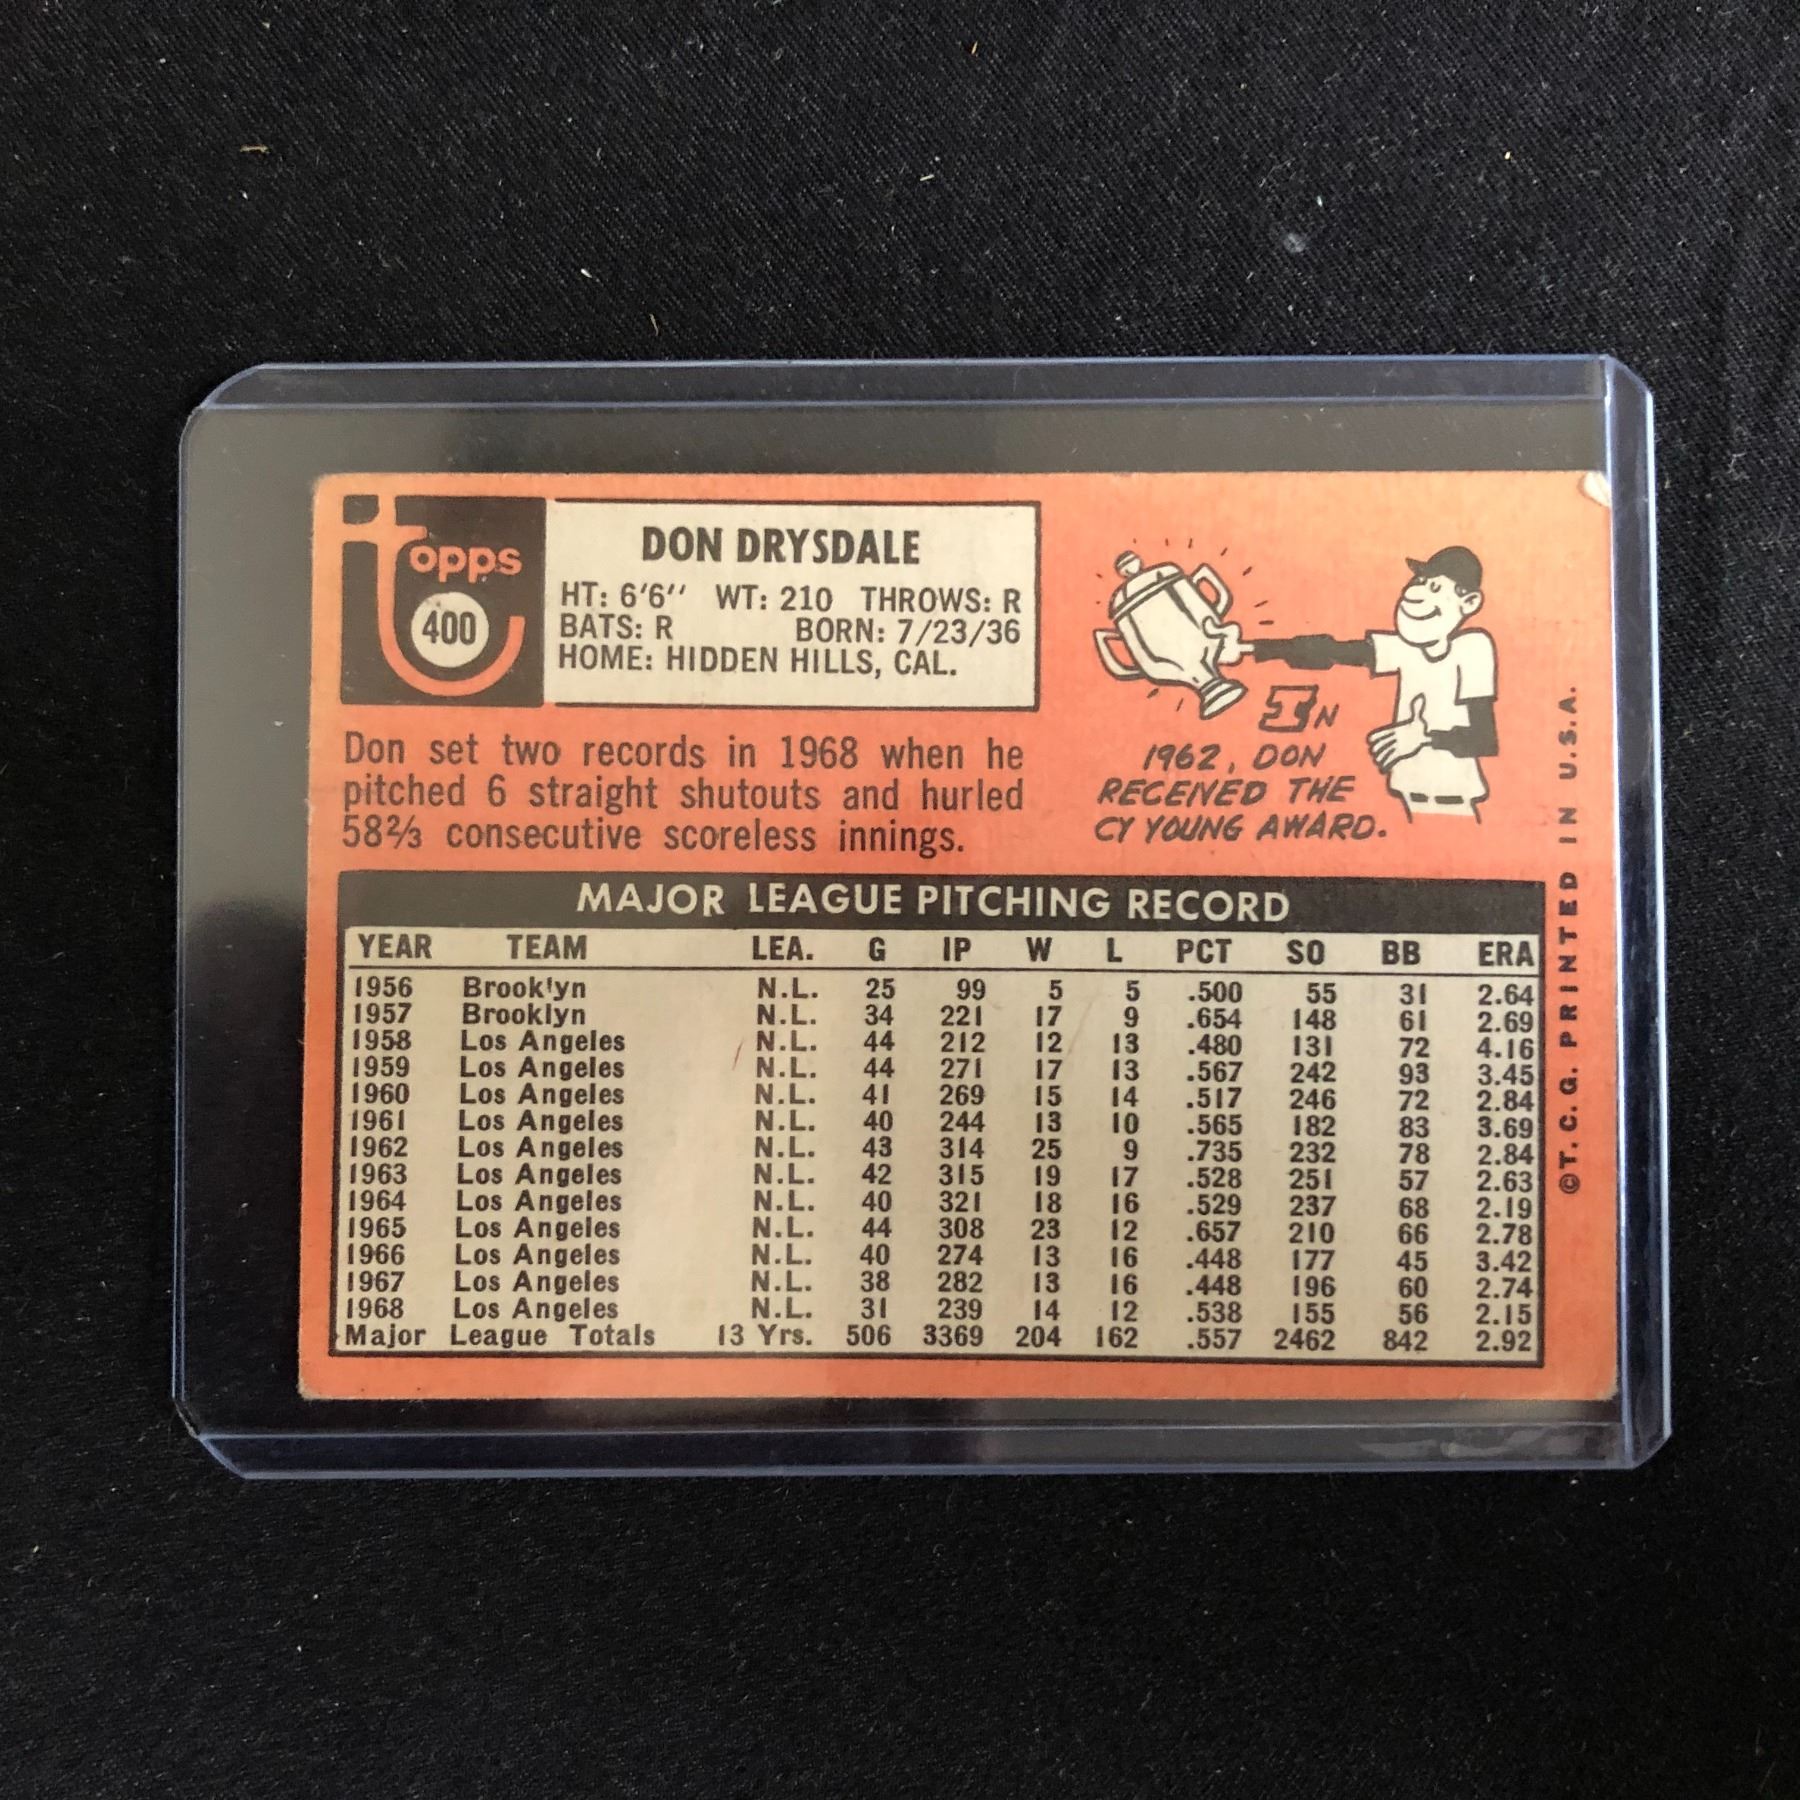 Topps
400
DON DRYSDALE
HT: 6'6'' WT: 210 THROWS: R
BATS: R BORN: 7/23/36
HOME: HIDDEN HILLS, CAL.
Don set two records in 1968 when he
pitched 6 straight shutouts and hurled
58⅔ consecutive scoreless innings.
IN
1962, DON
RECEIVED THE
CY YOUNG AWARD.
MAJOR LEAGUE PITCHING RECORD
YEAR TEAM LEA. G IP W L PCT SO BB ERA
1956 Brooklyn N.L. 25 99 5 5 .500 55 31 2.64
1957 Brooklyn N.L. 34 221 17 9 .654 148 61 2.69
1958 Los Angeles N.L. 44 212 12 13 .480 131 72 4.16
1959 Los Angeles N.L. 44 271 17 13 .567 242 93 3.45
1960 Los Angeles N.L. 41 269 15 14 .517 246 72 2.84
1961 Los Angeles N.L. 40 244 13 10 .565 182 83 3.69
1962 Los Angeles N.L. 43 314 25 9 .735 232 78 2.84
1963 Los Angeles N.L. 42 315 19 17 .528 251 57 2.63
1964 Los Angeles N.L. 40 321 18 16 .529 237 68 2.19
1965 Los Angeles N.L. 44 308 23 12 .657 210 66 2.78
1966 Los Angeles N.L. 40 274 13 16 .448 177 45 3.42
1967 Los Angeles N.L. 38 282 13 16 .448 196 60 2.74
1968 Los Angeles N.L. 31 239 14 12 .538 155 56 2.15
Major League Totals 13 Yrs. 506 3369 204 162 .557 2462 842 2.92
©T. C. G. PRINTED IN U.S.A.